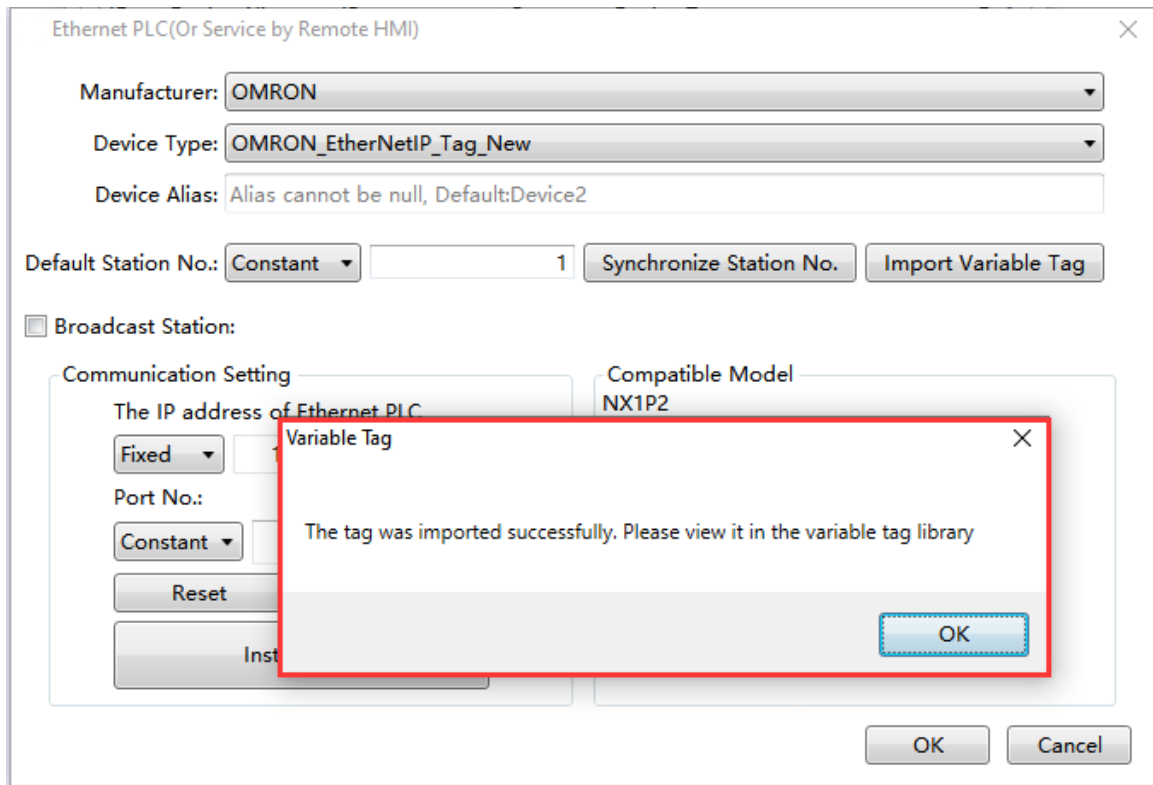 Ethernet PLC(Or Service by Remote HMI)
Manufacturer: OMRON
Device Type: OMRON_EtherNetIP_Tag_New
Device Alias: Alias cannot be null, Default:Device2
Default Station No.: Constant 1 Synchronize Station No. Import Variable Tag
Broadcast Station:
Communication Setting
Compatible Model
The IP address of Ethernet PLC
NX1P2
Fixed
Port No.:
Constant
Reset
Variable Tag
The tag was imported successfully. Please view it in the variable tag library
OK
OK Cancel